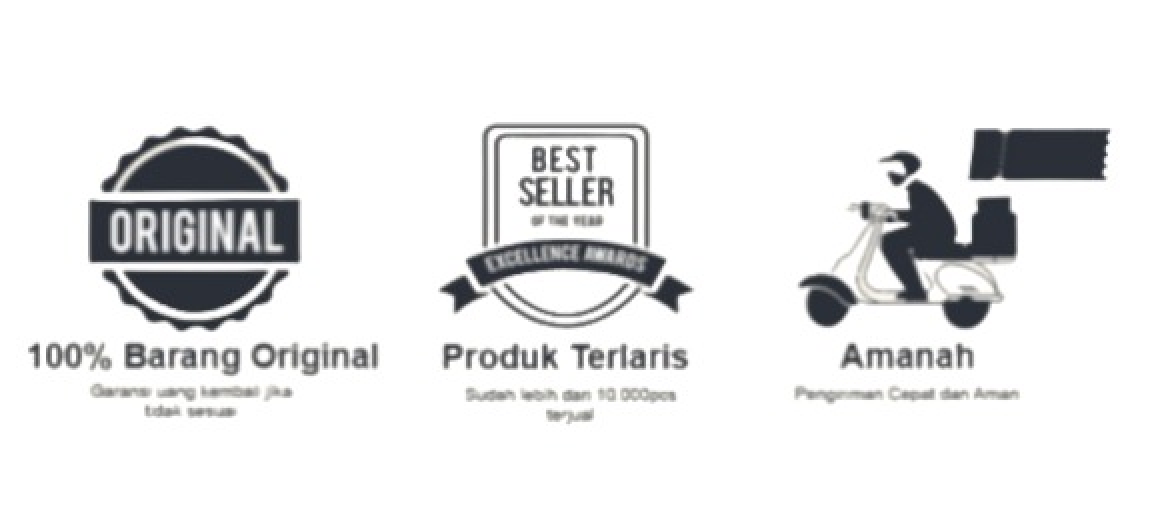 ORIGINAL
100% Barang Original
Garansi uang kembali jika
tidak sesuai
BEST
SELLER
OF THE YEAR
EXCELLENCE AWARDS
Produk Terlaris
Sudah lebih dari 10.000pcs
terjual
Amanah
Pengiriman Cepat dan Aman